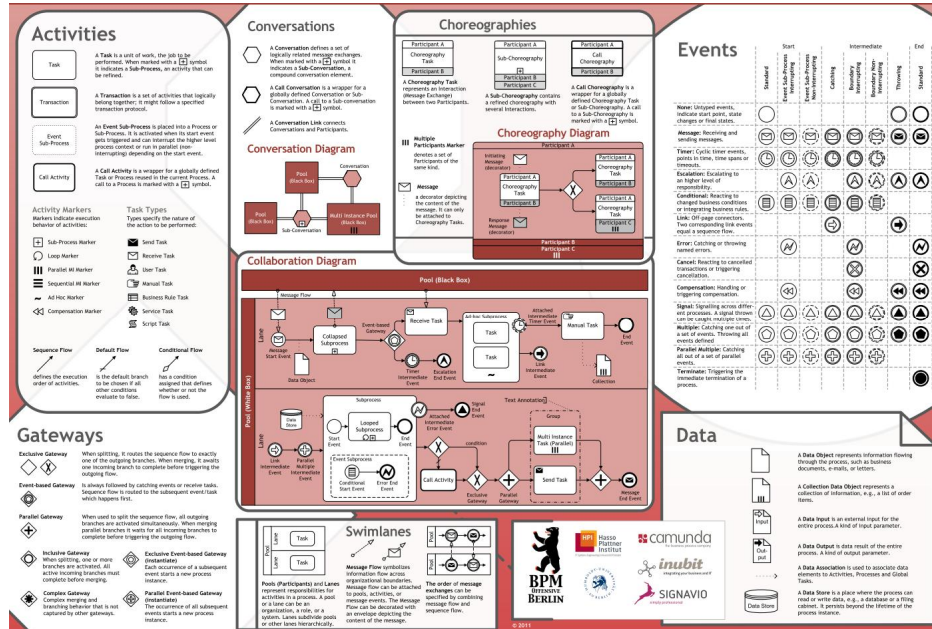 Activities
Task
A Task is a unit of work, the job to be
performed. When marked with a + symbol
it indicates a Sub-Process, an activity that can
be refined.
Transaction
A Transaction is a set of activities that logically
belong together; it might follow a specified
transaction protocol.
Event
Sub-Process
An Event Sub-Process is placed into a Process or
Sub-Process. It is activated when its start event
gets triggered and can interrupt the higher level
process context or run in parallel (non-
interrupting) depending on the start event.
Call Activity
A Call Activity is a wrapper for a globally defined
Task or Process reused in the current Process. A
call to a Process is marked with a + symbol.
Activity Markers
Markers indicate execution
behavior of activities:
Sub-Process Marker
Loop Marker
Parallel MI Marker
Sequential MI Marker
Ad Hoc Marker
Compensation Marker
Task Types
Types specify the nature of
the action to be performed:
Send Task
Receive Task
User Task
Manual Task
Business Rule Task
Service Task
Script Task
Sequence Flow
defines the execution
order of activities.
Default Flow
is the default branch
to be chosen if all
other conditions
evaluate to false.
Conditional Flow
has a condition
assigned that defines
whether or not the
flow is used.
Conversations
A Conversation defines a set of
logically related message exchanges.
When marked with a + symbol it
indicates a Sub-Conversation, a
compound conversation element.
A Call Conversation is a wrapper for a
globally defined Conversation or Sub-
Conversation. A call to a Sub-conversation
is marked with a + symbol.
A Conversation Link connects
Conversations and Participants.
Conversation Diagram
Conversation
Pool
(Black Box)
Pool
(Black Box)
Multi Instance Pool
(Black Box)
Sub-Conversation
Choreographies
Participant A
Choreography
Task
Participant B
A Choreography Task
represents an Interaction
(Message Exchange)
between two Participants.
Participant A
Sub-Choreography
Participant B
Participant C
A Sub-Choreography contains
a refined choreography with
several Interactions.
Participant A
Call
Choreography
Participant B
A Call Choreography is a
wrapper for a globally
defined Choreography Task
or Sub-Choreography. A call
to a Sub-Choreography is
marked with a + symbol.
Multiple
Participants Marker
denotes a set of
Participants of the
same kind.
Message
a decorator depicting
the content of the
message. It can only
be attached to
Choreography Tasks.
Choreography Diagram
Participant A
Initiating
Message
(decorator)
Participant A
Choreography
Task
Participant B
Response
Message
(decorator)
Participant A
Choreography
Task
Participant B
Participant A
Choreography
Task
Participant C
Participant B
Participant C
Events
Start
Intermediate
End
Standard
Event Sub-Process
Interrupting
Event Sub-Process
Non-Interrupting
Catching
Boundary
Interrupting
Boundary Non-
Interrupting
Throwing
Standard
None: Untyped events,
indicate start point, state
changes or final states.
Message: Receiving and
sending messages.
Timer: Cyclic timer events,
points in time, time spans or
timeouts.
Escalation: Escalating to
an higher level of
responsibility.
Conditional: Reacting to
changed business conditions
or integrating business rules.
Link: Off-page connectors.
Two corresponding link events
equal a sequence flow.
Error: Catching or throwing
named errors.
Cancel: Reacting to cancelled
transactions or triggering
cancellation.
Compensation: Handling or
triggering compensation.
Signal: Signalling across differ-
ent processes. A signal thrown
can be caught multiple times.
Multiple: Catching one out of
a set of events. Throwing all
events defined
Parallel Multiple: Catching
all out of a set of parallel
events.
Terminate: Triggering the
immediate termination of a
process.
Collaboration Diagram
Pool (Black Box)
Message Flow
Pool (White Box)
Lane
Message
Start Event
Collapsed
Subprocess
Data Object
Event-based
Gateway
Receive Task
Timer
Intermediate
Event
Escalation
End Event
Ad-hoc Subprocess
Task
Task
Attached
Intermediate
Timer Event
Link
Intermediate
Event
Manual Task
Collection
End
Event
Lane
Data
Store
Link
Intermediate
Event
Parallel
Multiple
Intermediate
Event
Subprocess
Start
Event
Looped
Subprocess
End
Event
Event Subprocess
Conditional
Start Event
Error End
Event
Attached
Intermediate
Error Event
Signal
End
Event
Call Activity
condition
Exclusive
Gateway
Parallel
Gateway
Text Annotation
Group
Multi Instance
Task (Parallel)
Send Task
Message
End Event
Gateways
Exclusive Gateway
When splitting, it routes the sequence flow to exactly
one of the outgoing branches. When merging, it awaits
one incoming branch to complete before triggering the
outgoing flow.
Event-based Gateway
Is always followed by catching events or receive tasks.
Sequence flow is routed to the subsequent event/task
which happens first.
Parallel Gateway
When used to split the sequence flow, all outgoing
branches are activated simultaneously. When merging
parallel branches it waits for all incoming branches to
complete before triggering the outgoing flow.
Inclusive Gateway
When splitting, one or more
branches are activated. All
active incoming branches must
complete before merging.
Exclusive Event-based Gateway
(instantiate)
Each occurrence of a subsequent
event starts a new process
instance.
Complex Gateway
Complex merging and
branching behavior that is not
captured by other gateways.
Parallel Event-based Gateway
(instantiate)
The occurrence of all subsequent
events starts a new process
instance.
Swimlanes
Pool
Lane
Task
Lane
Task
Pools (Participants) and Lanes
represent responsibilities for
activities in a process. A pool
or a lane can be an
organization, a role, or a
system. Lanes subdivide pools
or other lanes hierarchically.
Message Flow symbolizes
information flow across
organizational boundaries.
Message flow can be attached
to pools, activities, or
message events. The Message
Flow can be decorated with
an envelope depicting the
content of the message.
Pool
Pool
The order of message
exchanges can be
specified by combining
message flow and
sequence flow.
BPM
OFFENSIVE
BERLIN
HPI
Hasso
Plattner
Institut
camunda
inubit
SIGNAVIO
© 2011
Data
A Data Object represents information flowing
through the process, such as business
documents, e-mails, or letters.
A Collection Data Object represents a
collection of information, e.g., a list of order
items.
Input
A Data Input is an external input for the
entire process.A kind of input parameter.
Out-
put
A Data Output is data result of the entire
process. A kind of output parameter.
A Data Association is used to associate data
elements to Activities, Processes and Global
Tasks.
Data Store
A Data Store is a place where the process can
read or write data, e.g., a database or a filing
cabinet. It persists beyond the lifetime of the
process instance.